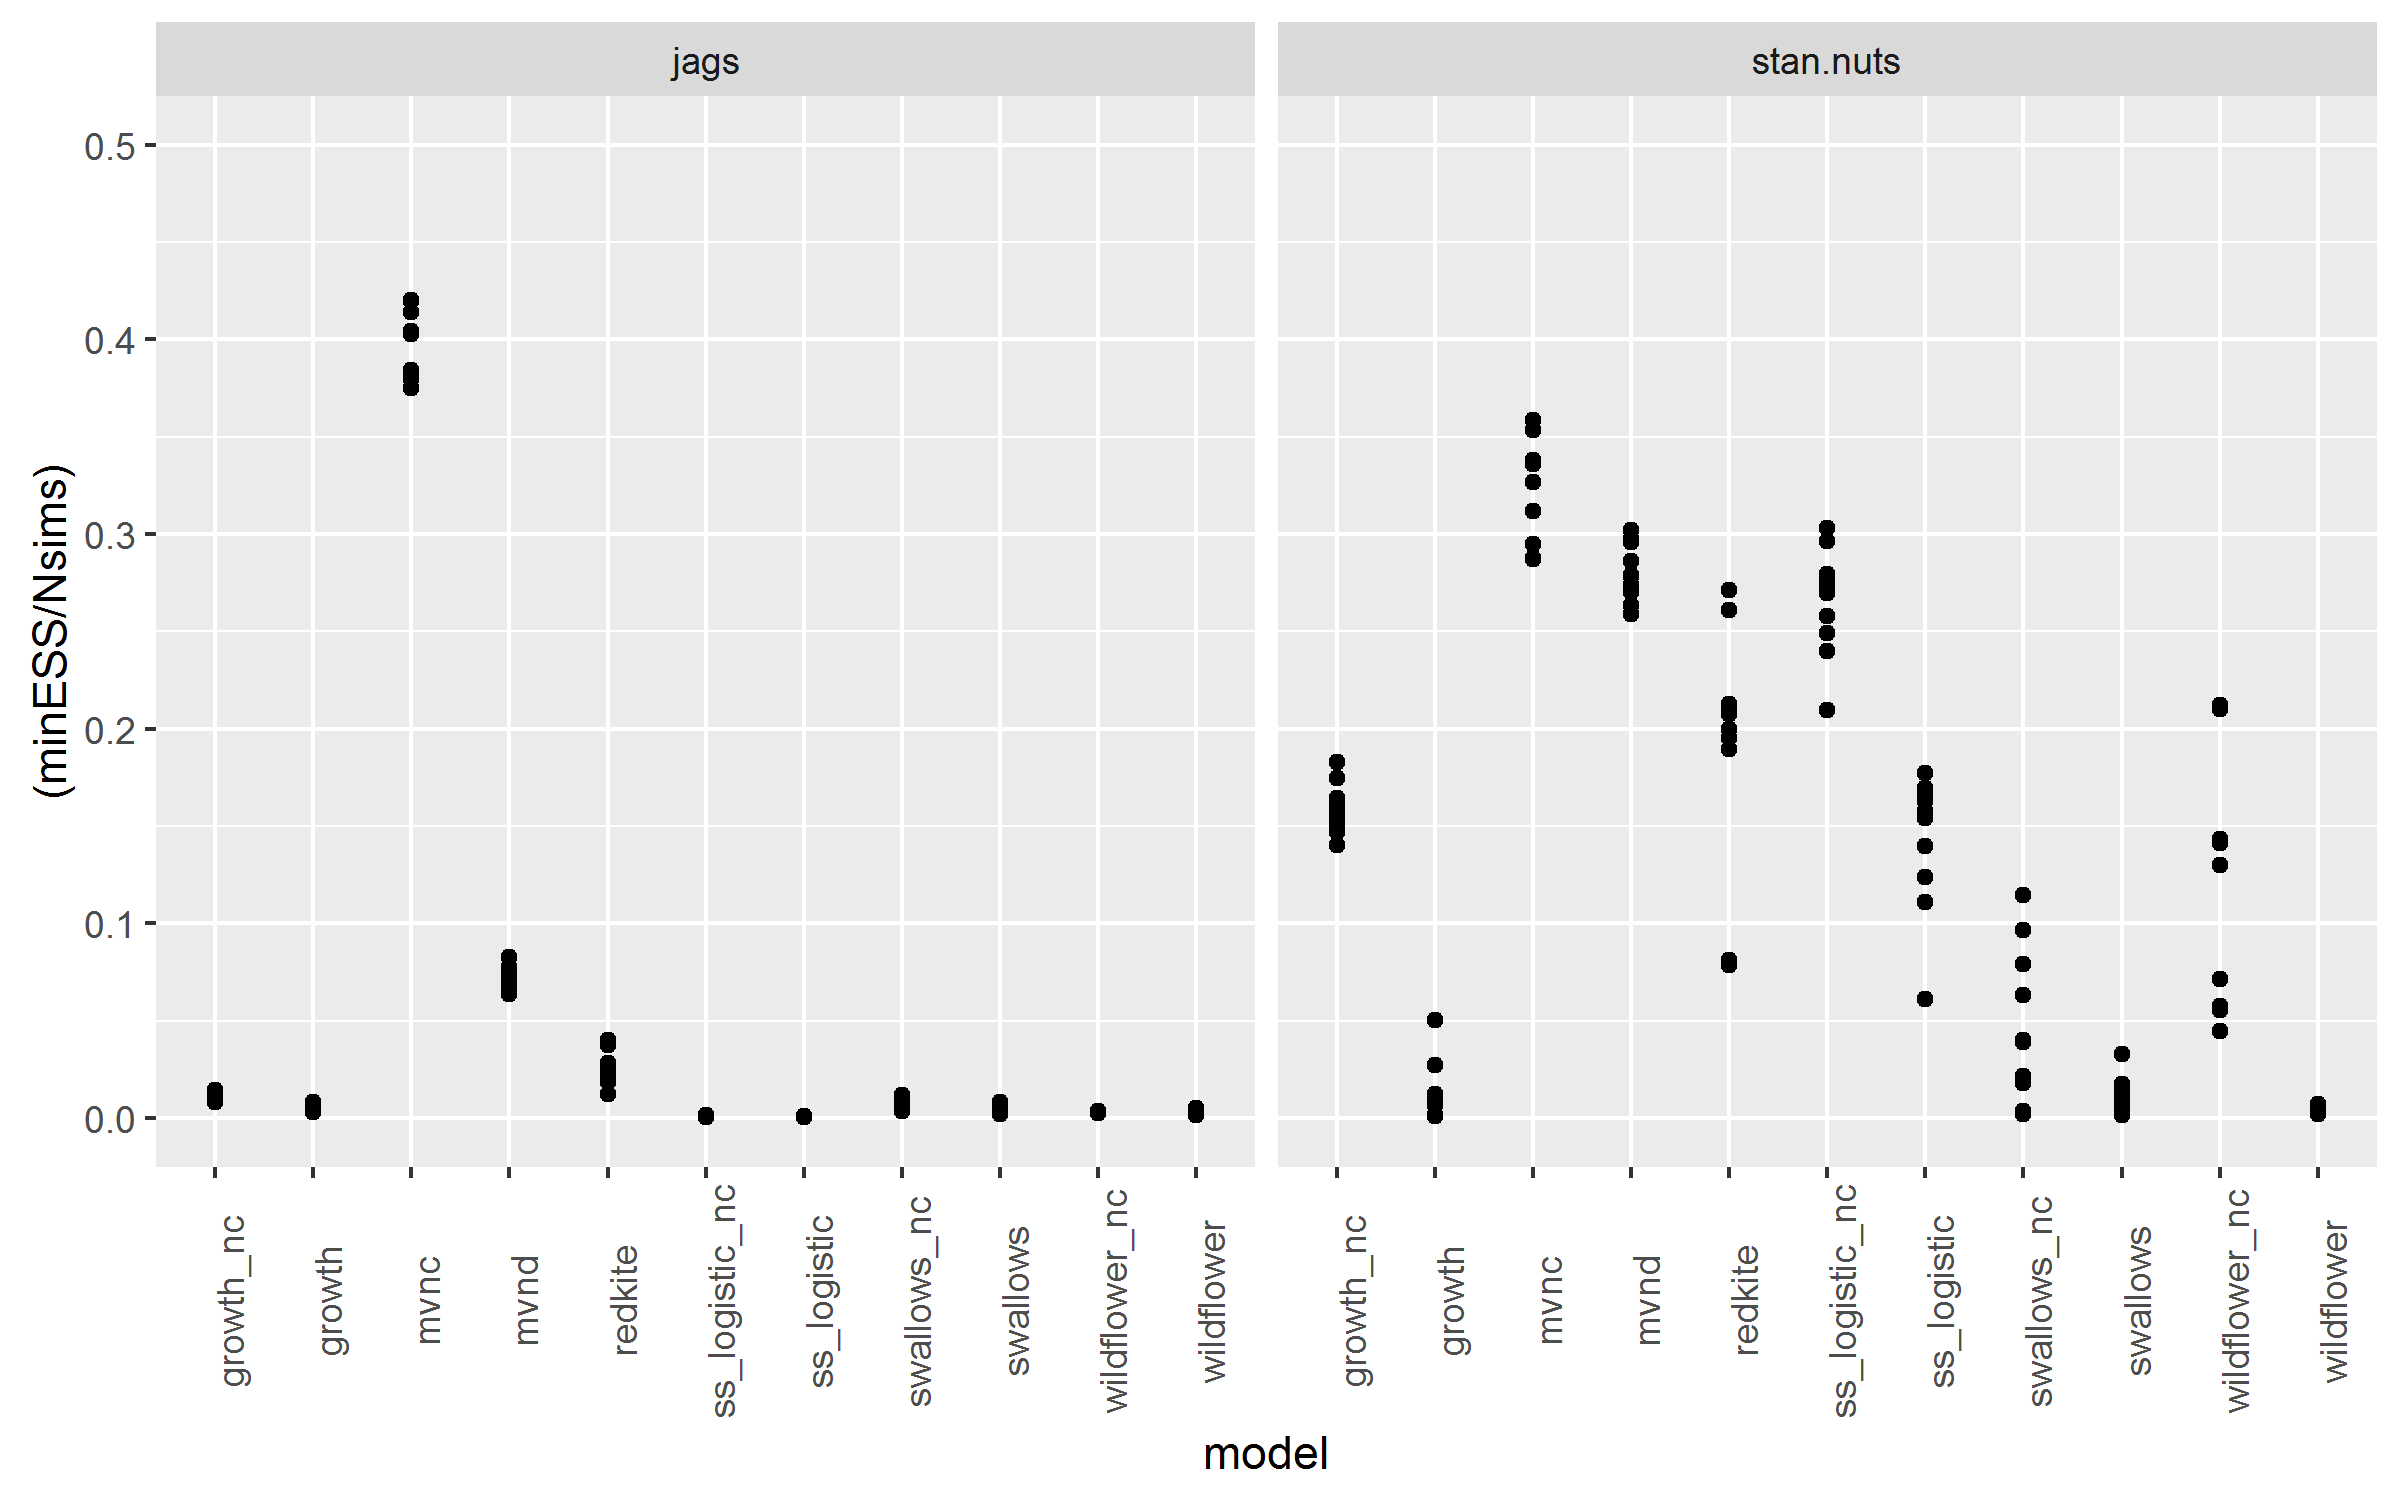 jags
stan.nuts
(minESS/Nsims)
0.5
0.4
0.3
0.2
0.1
0.0
growth_nc
growth
mvnc
mvnd
redkite
ss_logistic_nc
ss_logistic
swallows_nc
swallows
wildflower_nc
wildflower
growth_nc
growth
mvnc
mvnd
redkite
ss_logistic_nc
ss_logistic
swallows_nc
swallows
wildflower_nc
wildflower
model